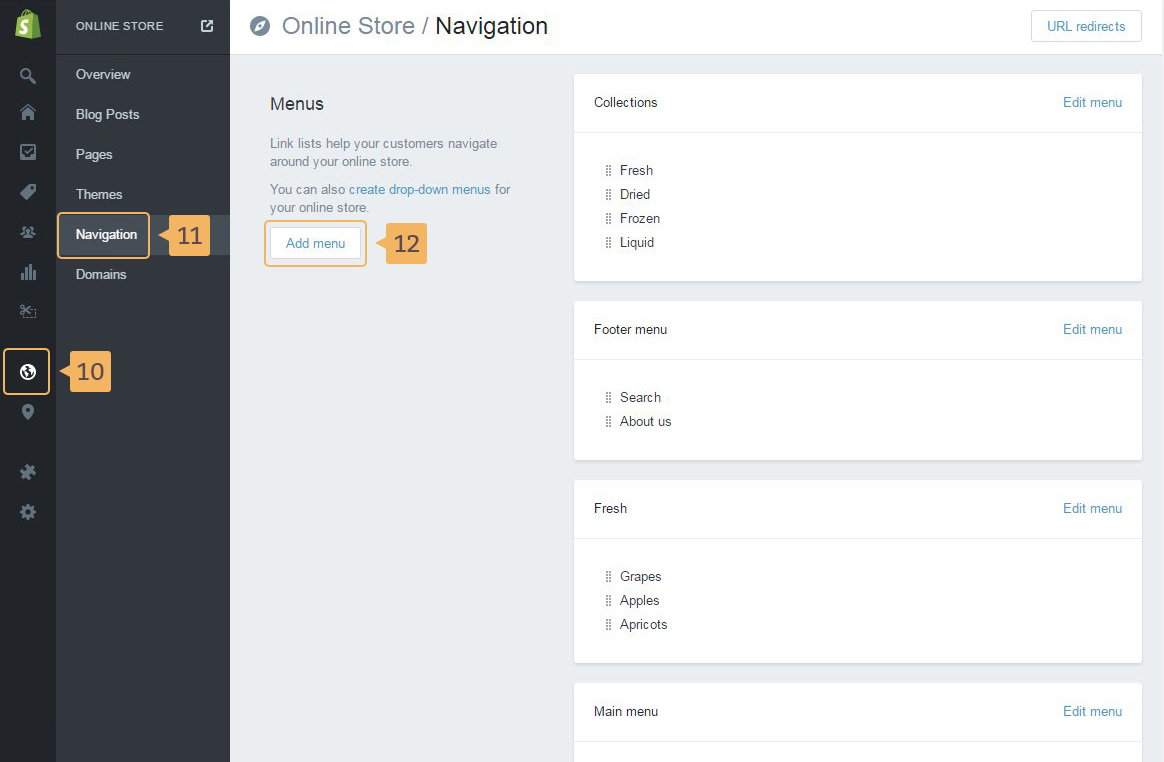 ONLINE STORE
Overview
Blog Posts
Pages
Themes
Navigation
11
Domains
10
Online Store / Navigation
URL redirects
Menus
Link lists help your customers navigate
around your online store.
You can also create drop-down menus for
your online store.
Add menu
12
Collections
Edit menu
Fresh
Dried
Frozen
Liquid
Footer menu
Edit menu
Search
About us
Fresh
Edit menu
Grapes
Apples
Apricots
Main menu
Edit menu